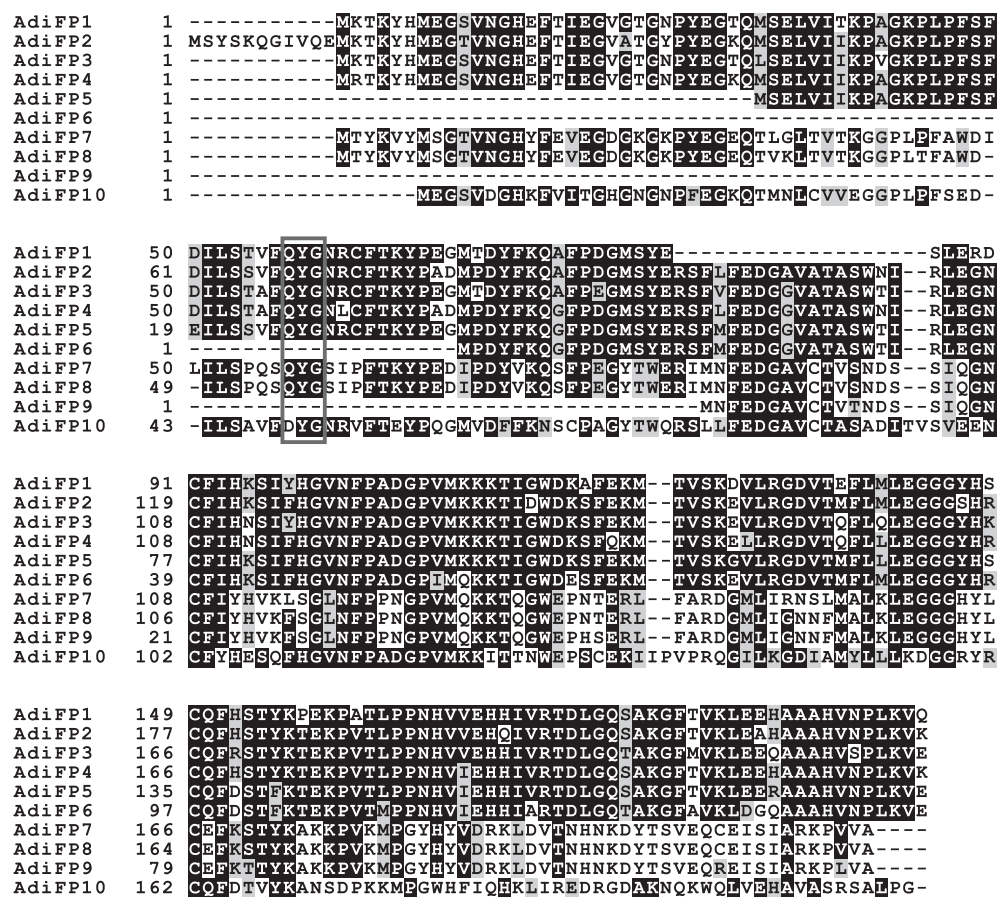 AdiFP1 1 -----------MKTKYHMEGSVNGHEFTIEGVGTGNPYEGTQMSELVITKPAGKPLPFSF
AdiFP2 1 MSYSKQGIVQEMKTKYHMEGTVNGHEFTIEGVATGYPYEGKQMSELVIIKPAGKPLPFSF
AdiFP3 1 -----------MKTKYHMEGSVNGHEFTIEGVGTGNPYEGTQLSELVIIKPVGKPLPFSF
AdiFP4 1 -----------MRTKYHMEGSVNGHEFTIEGVGTGNPYEGKQMSELVIIKPAGKPLPFSF
AdiFP5 1 ------------------------------------------MSELVIIKPAGKPLPFSF
AdiFP6 1 ------------------------------------------------------------
AdiFP7 1 -----------MTYKVYMSGTVNGHYFEVEGDGKGKPYEGEQTLGLTVTKGGPLPFAWDI
AdiFP8 1 -----------MTYKVYMSGTVNGHYFEVEGDGKGKPYEGEQTVKLTVTKGGPLTFAWD-
AdiFP9 1 ------------------------------------------------------------
AdiFP10 1 -----------------MEGSVDGHKFVITGHGNGNPFEGKQTMNLCVVEGGPLPFSED-
AdiFP1 50 DILSTVFQYGNRCFTKYPEGMTDYFKQAFPDGMSYE-------------------SLERD
AdiFP2 61 DILSSVFQYGNRCFTKYPADMPDYFKQAFPDGMSYERSFLFEDGAVATASWNI--RLEGN
AdiFP3 50 DILSTAFQYGNRCFTKYPEGMTDYFKQAFPEGMSYERSFVFEDGGVATASWTI--RLEGN
AdiFP4 50 DILSTAFQYGNLCFTKYPADMPDYFKQGFPDGMSYERSFLFEDGAVATASWNI--RLEGN
AdiFP5 19 EILSSVFQYGNRCFTKYPEGMPDYFKQGFPDGMSYERSFMFEDGGVATASWTI--RLEGN
AdiFP6 1 --------------------MPDYFKQGFPDGMSYERSFMFEDGGVATASWTI--RLEGN
AdiFP7 50 LILSPQSQYGSIPFTKYPEDIPDYVKQSFPEGYTWERIMNFEDGAVCTVSNDS--SIQGN
AdiFP8 49 -ILSPQSQYGSIPFTKYPEDIPDYVKQSFPEGYTWERIMNFEDGAVCTVSNDS--SIQGN
AdiFP9 1 --------------------------------------MNFEDGAVCTVTNDS--SIQGN
AdiFP10 43 -ILSAVFDYGNRVFTEYPQGMVDFFKNSCPAGYTWQRSLLFEDGAVCTASADITVSVEEN
AdiFP1 91 CFIHKSIYHGVNFPADGPVMKKKTIGWDKAFEKM--TVSKDVLRGDVTEFLMLEGGGYHS
AdiFP2 119 CFIHKSIFHGVNFPADGPVMKKKTIDWDKSFEKM--TVSKEVLRGDVTMFLMLEGGGSHR
AdiFP3 108 CFIHNSIYHGVNFPADGPVMKKKTIGWDKSFEKM--TVSKEVLRGDVTQFLQLEGGGYHK
AdiFP4 108 CFIHNSIFHGVNFPADGPVMKKKTIGWDKSFQKM--TVSKELLRGDVTMFLLLEGGGYHR
AdiFP5 77 CFIHKSIFHGVNFPADGPVMKKKTIGWDKSFEKM--TVSKGVLRGDVTMFLLLEGGGYHS
AdiFP6 39 CFIHKSIFHGVNFPADGPIMQKKTIGWDESFEKM--TVSKEVLRGDVTMFLMLEGGGYHR
AdiFP7 108 CFIYHVKLSGLNFPPNGPVMQKKTQGWEPNTERL--FARDGMLIRNSLMALKLEGGGHYL
AdiFP8 106 CFIYHVKFSGLNFPPNGPVMQKKTQGWEPNTERL--FARDGMLIGNNFMALKLEGGGHYL
AdiFP9 21 CFIYHVKFSGLNFPPNGPVMQKKTQGWEPHSERL--FARDGMLIGNNFMALKLEGGGHYL
AdiFP10 102 CFYHESQFHGVNFPADGPVMKKITTNWEPSCEKIIPVPRQGILKGDIAMYLLLKDGGRYR
AdiFP1 149 CQFHSTYKPEKPATLPPNHVVEHHIVRTDLGQSAKGFTVKLEEHAAAHVNPLKVQ
AdiFP2 177 CQFHSTYKTEKPVTLPPNHVVEHQIVRTDLGQSAKGFTVKLEAHAAAHVNPLKVK
AdiFP3 166 CQFRSTYKTEKPVTLPPNHVVEHHIVRTDLGQTAKGFMVKLEEQAAAHVSPLKVE
AdiFP4 166 CQFHSTYKTEKPVTLPPNHVIEHHIVRTDLGQSAKGFTVKLEEHAAAHVNPLKVK
AdiFP5 135 CQFDSTFKTEKPVTLPPNHVIEHHIVRTDLGQSAKGFTVKLEERAAAHVNPLKVE
AdiFP6 97 CQFDSTFKTEKPVTMPPNHVIEHHIARTDLGQTAKGFAVKLDGQAAAHVNPLKVE
AdiFP7 166 CEFKSTYKAKKPVKMPGYHYVDRKLDVTNHNKDYTSVEQCEISIARKPVVA----
AdiFP8 164 CEFKSTYKAKKPVKMPGYHYVDRKLDVTNHNKDYTSVEQCEISIARKPVVA----
AdiFP9 79 CEFKTTYKAKKPVKMPGYHYVDRKLDVTNHNKDYTSVEQREISIARKPLVA----
AdiFP10 162 CQFDTVYKANSDPKKMPGWHFIQHKLIREDRGDAKNQKWQLVEHAVASRSALPG-